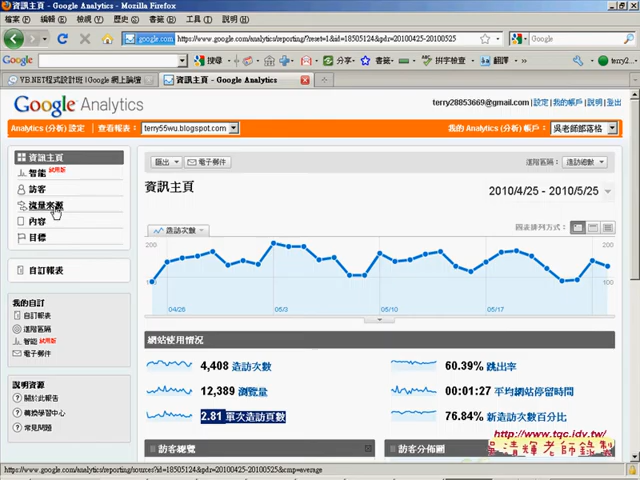 資訊主頁 - Google Analytics - Mozilla Firefox
檔案(F) 編輯(E) 檢視(V) 歷史(S) 書籤(B) 工具(T) 說明(H)
google.com https://www.google.com/analytics/reporting/?reset=1&id=18505124&pdr=20100425-20100525
Google
Google 搜尋 分享 書籤 拼字檢查 翻譯 terry2
VB.NET程式設計班 | Google 網上論壇
資訊主頁 - Google Analytics
Google Analytics
terry28853669@gmail.com | 設定 | 我的帳戶 | 說明 | 登出
Analytics (分析) 設定 查看報表： terry55wu.blogspot.com
我的 Analytics (分析) 帳戶： 吳老師部落格
資訊主頁
智能 試用版
訪客
流量來源
內容
目標
自訂報表
我的自訂
自訂報表
進階區隔
智能 試用版
電子郵件
說明資源
關於此報告
轉換學習中心
常見問題
匯出 電子郵件
進階區隔： 造訪總數
資訊主頁
2010/4/25 - 2010/5/25
造訪次數
圖表排列方式：
200 200
100 100
04/26 05/3 05/10 05/17
網站使用情況
4,408 造訪次數
60.39% 跳出率
12,389 瀏覽量
00:01:27 平均網站停留時間
2.81 單次造訪頁數
76.84% 新造訪次數百分比
訪客總覽
訪客分佈圖
http://www.tqc.idv.tw/
吳清輝老師錄製
https://www.google.com/analytics/reporting/sources?id=18505124&pdr=20100425-20100525&cmp=average